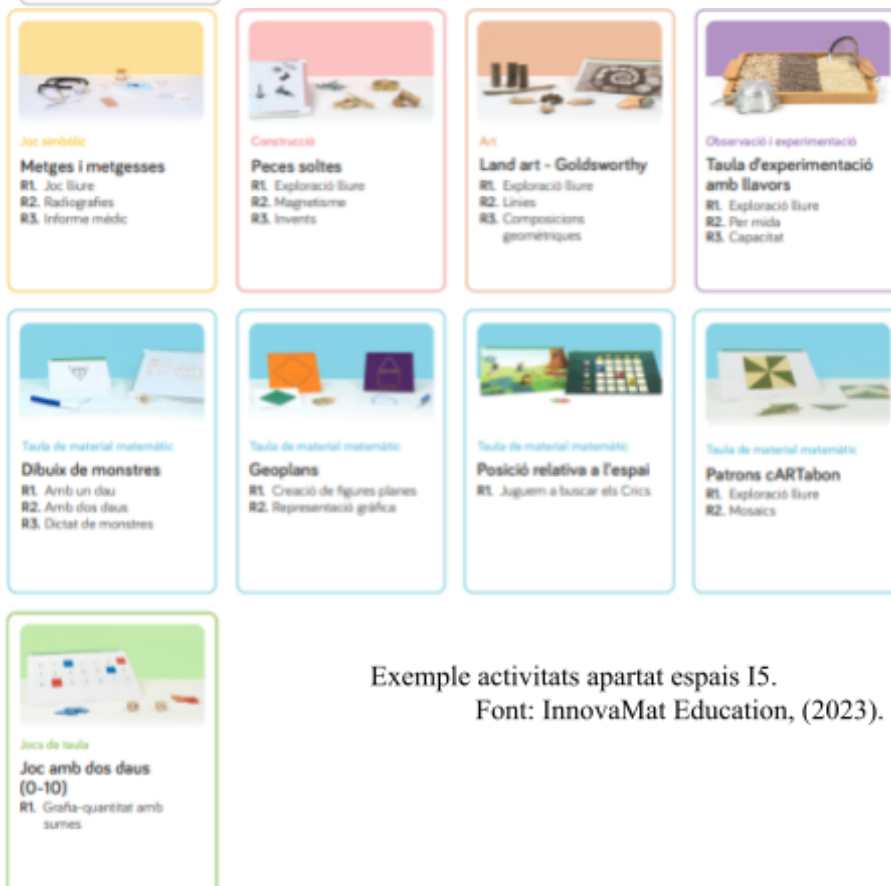 Joc simbòlic
Metges i metgesses
R1. Joc lliure
R2. Radiografies
R3. Informe mèdic
Construcció
Peces soltes
R1. Exploració lliure
R2. Magnetisme
R3. Invents
Art
Land art - Goldsworthy
R1. Exploració lliure
R2. Línies
R3. Composicions
geomètriques
Observació i experimentació
Taula d'experimentació
amb llavors
R1. Exploració lliure
R2. Per mida
R3. Capacitat
Taula de material matemàtic
Dibuix de monstres
R1. Amb un dau
R2. Amb dos daus
R3. Dictat de monstres
Taula de material matemàtic
Geoplans
R1. Creació de figures planes
R2. Representació gràfica
Taula de material matemàtic
Posició relativa a l'espai
R1. Juguem a buscar els Crics
Taula de material matemàtic
Patrons cARTabon
R1. Exploració lliure
R2. Mosaics
Jocs de taula
Joc amb dos daus
(0-10)
R1. Grafia-quantitat amb
sumes
Exemple activitats apartat espais I5.
Font: InnovaMat Education, (2023).